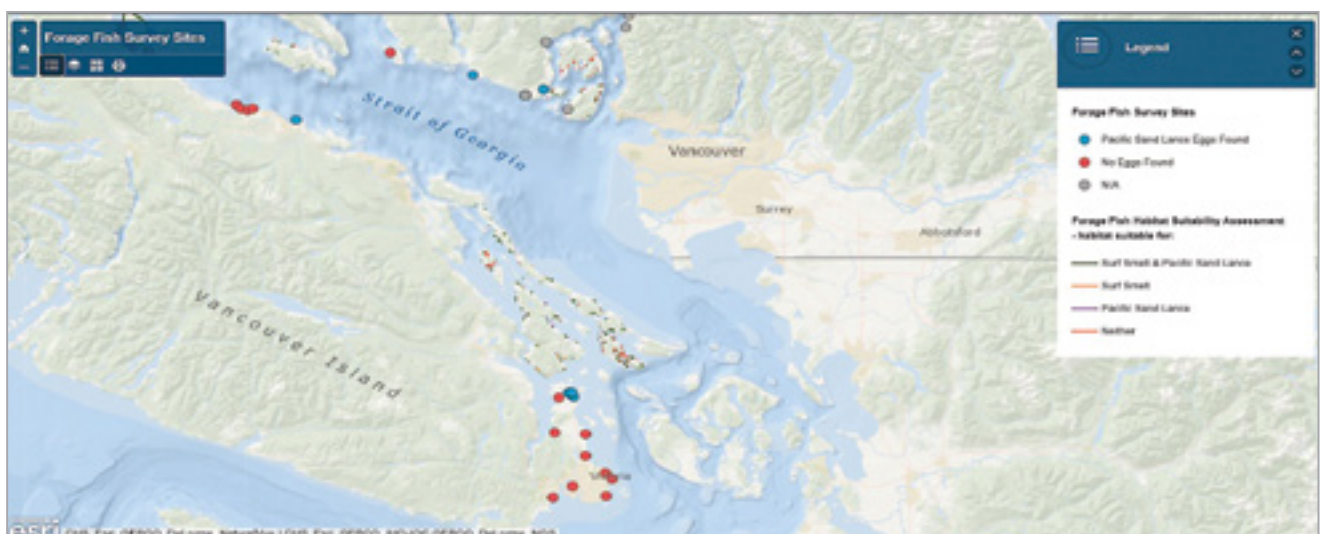 Forage Fish Survey Sites
Strait of Georgia
Vancouver
Surrey
Abbotsford
Vancouver Island
Victoria
Legend
Forage Fish Survey Sites
Pacific Sand Lance Eggs Found
No Eggs Found
N/A
Forage Fish Habitat Suitability Assessment
- habitat suitable for:
Surf Smelt & Pacific Sand Lance
Surf Smelt
Pacific Sand Lance
Neither
esri